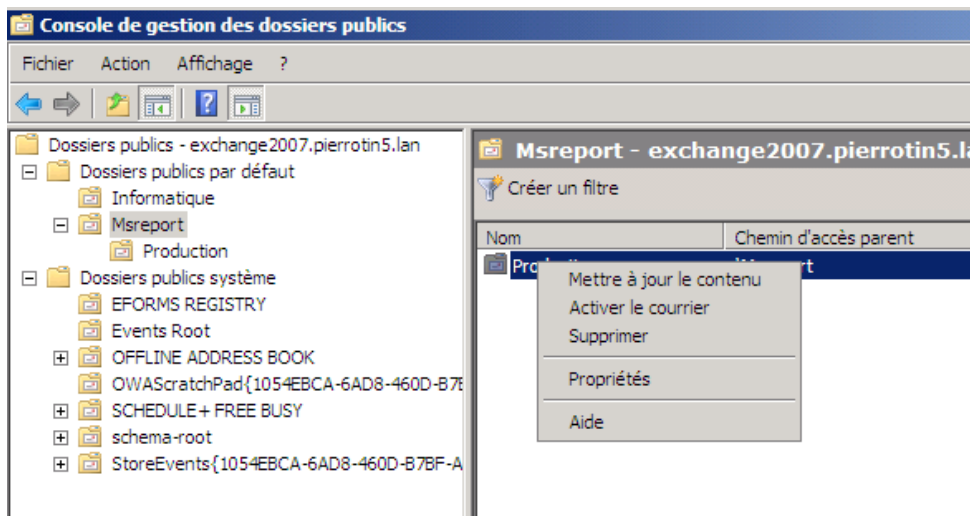 Console de gestion des dossiers publics
Fichier Action Affichage ?
Dossiers publics - exchange2007.pierrotin5.lan
Dossiers publics par défaut
Informatique
Msreport
Production
Dossiers publics système
EFORMS REGISTRY
Events Root
OFFLINE ADDRESS BOOK
OWAScratchPad{1054EBCA-6AD8-460D-B7B
SCHEDULE+ FREE BUSY
schema-root
StoreEvents{1054EBCA-6AD8-460D-B7BF-A
Msreport - exchange2007.pierrotin5.la
Créer un filtre
Nom Chemin d'accès parent
Mettre à jour le contenu
Activer le courrier
Supprimer
Propriétés
Aide